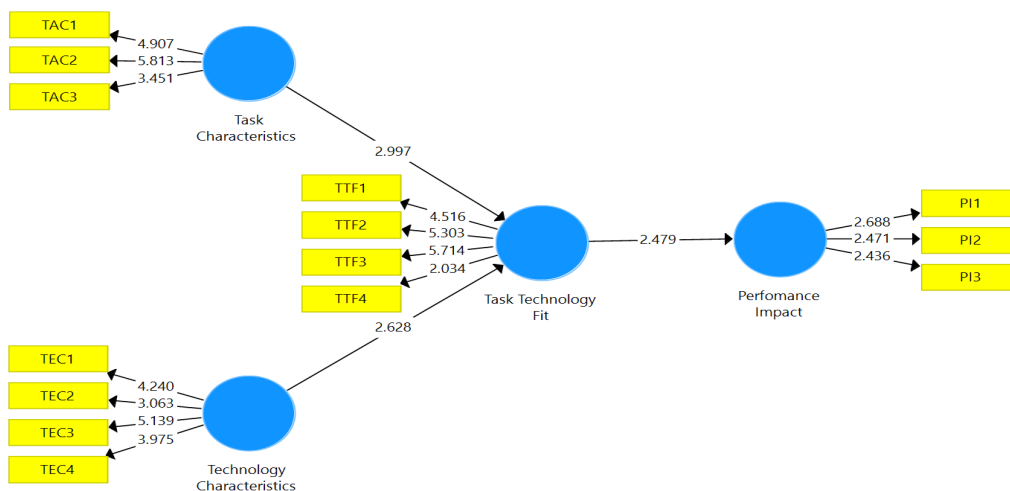 TAC1
TAC2
TAC3
4.907
5.813
3.451
Task
Characteristics
2.997
TTF1
TTF2
TTF3
TTF4
4.516
5.303
5.714
2.034
Task Technology
Fit
2.479
Perfomance
Impact
2.688
2.471
2.436
PI1
PI2
PI3
2.628
TEC1
TEC2
TEC3
TEC4
4.240
3.063
5.139
3.975
Technology
Characteristics